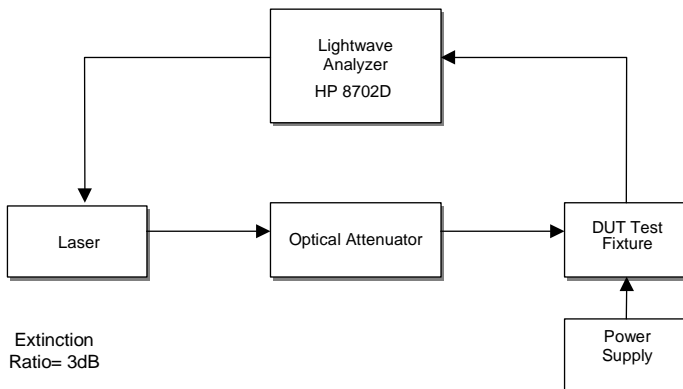 Lightwave
Analyzer
HP 8702D
Laser
Optical Attenuator
DUT Test
Fixture
Extinction
Ratio= 3dB
Power
Supply